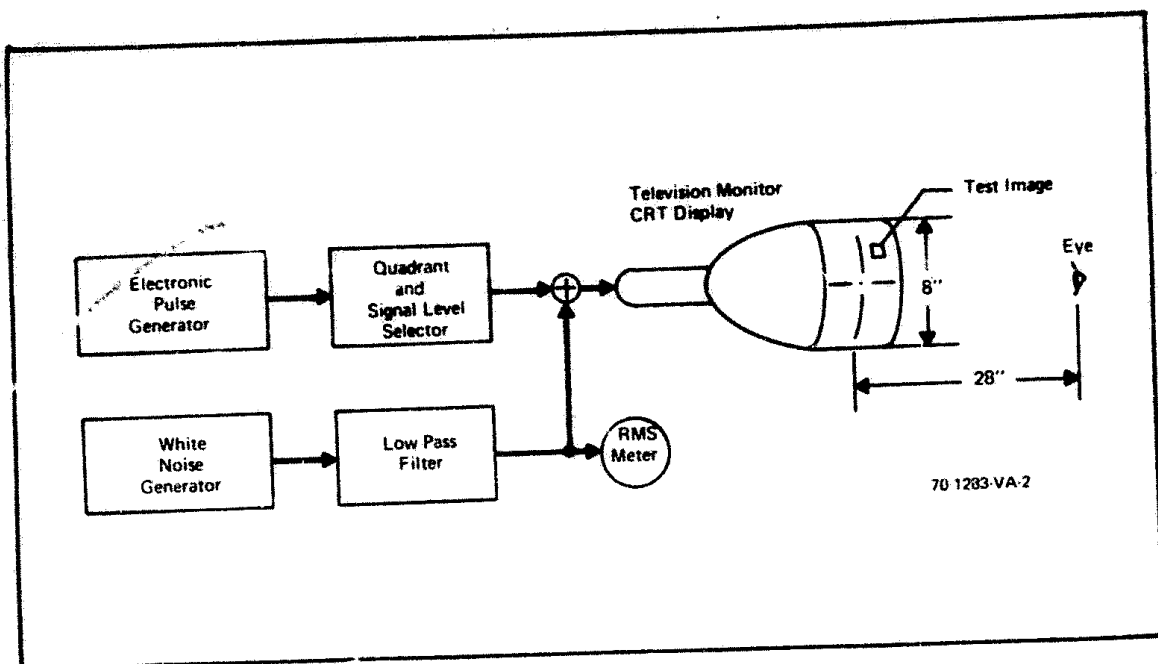 Television Monitor
CRT Display
Test Image
Eye
Electronic
Pulse
Generator
Quadrant
and
Signal Level
Selector
8"
28"
White
Noise
Generator
Low Pass
Filter
RMS
Meter
70 1283-VA-2